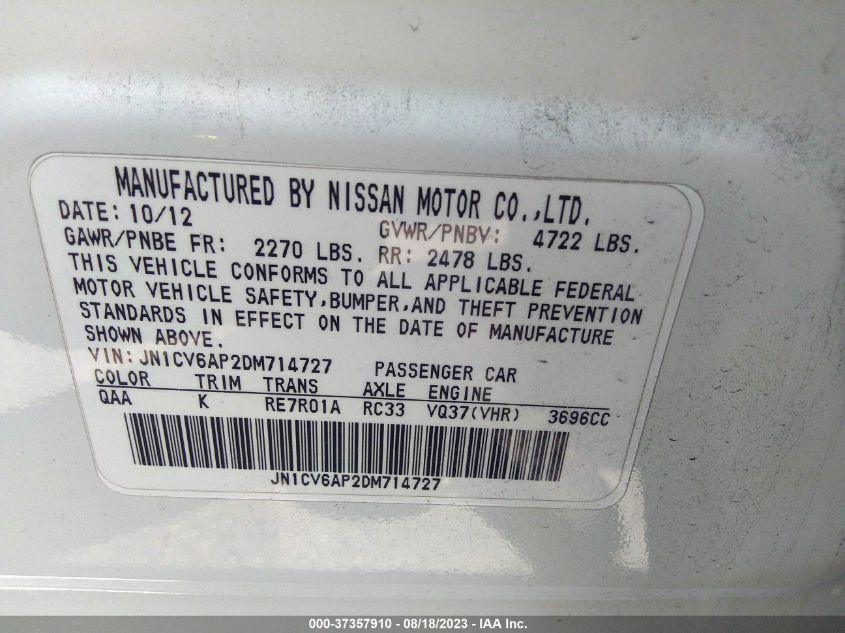 MANUFACTURED BY NISSAN MOTOR CO.,LTD.
DATE: 10/12 GVWR/PNBV: 4722 LBS.
GAWR/PNBE FR: 2270 LBS. RR: 2478 LBS.
THIS VEHICLE CONFORMS TO ALL APPLICABLE FEDERAL
MOTOR VEHICLE SAFETY,BUMPER,AND THEFT PREVENTION
STANDARDS IN EFFECT ON THE DATE OF MANUFACTURE
SHOWN ABOVE.
VIN: JN1CV6AP2DM714727 PASSENGER CAR
COLOR TRIM TRANS AXLE ENGINE
QAA K RE7R01A RC33 VQ37(VHR) 3696CC
JN1CV6AP2DM714727
000-37357910 - 08/18/2023 - IAA Inc.